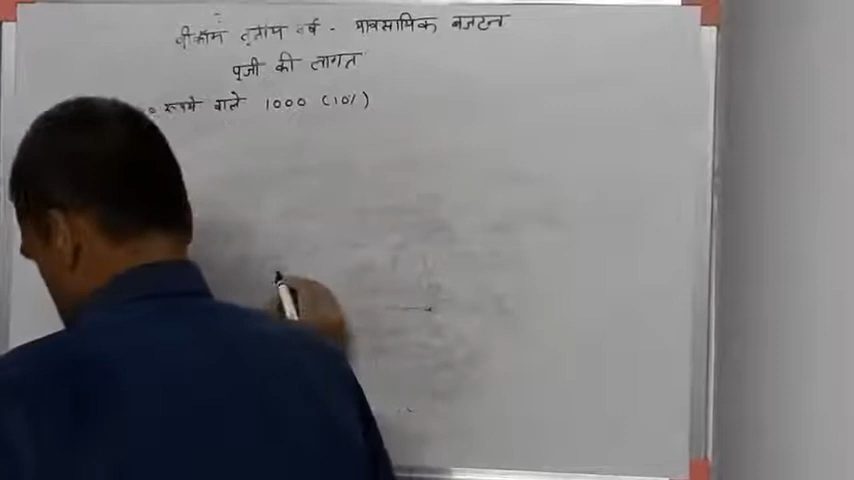 बीकॉम तृतीय वर्ष - व्यावसायिक बजटन
पूंजी की लागत
रूपये वाले 1000 (10%)